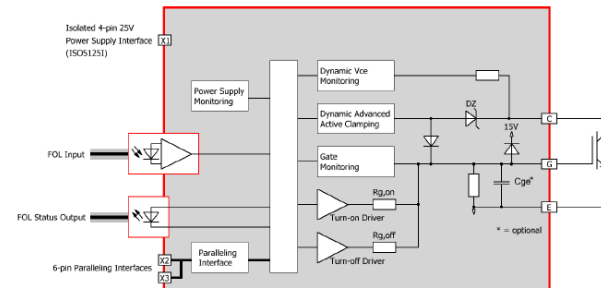 Isolated 4-pin 25V
Power Supply Interface
(ISO5125I)
X1
Power Supply
Monitoring
Dynamic Vce
Monitoring
Dynamic Advanced
Active Clamping
Gate
Monitoring
DZ
15V
C
G
E
FOL Input
Rg,on
Turn-on Driver
Cge*
* = optional
FOL Status Output
Rg,off
Turn-off Driver
Paralleling
Interface
6-pin Paralleling Interfaces
X2
X3